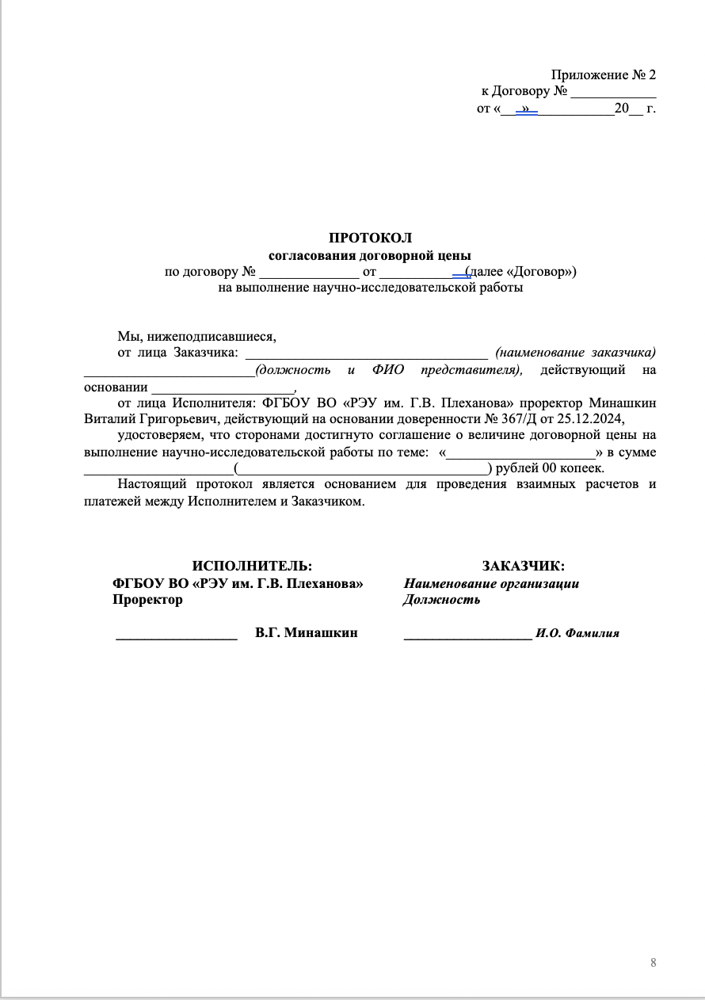 Приложение № 2
к Договору № ____________
от «___»___________20__ г.
ПРОТОКОЛ
согласования договорной цены
по договору № ______________ от ____________(далее «Договор»)
на выполнение научно-исследовательской работы
Мы, нижеподписавшиеся,
от лица Заказчика: __________________________________ (наименование заказчика)
________________________(должность и ФИО представителя), действующий на
основании ____________________,
от лица Исполнителя: ФГБОУ ВО «РЭУ им. Г.В. Плеханова» проректор Минашкин
Виталий Григорьевич, действующий на основании доверенности № 367/Д от 25.12.2024,
удостоверяем, что сторонами достигнуто соглашение о величине договорной цены на
выполнение научно-исследовательской работы по теме: «_____________________» в сумме
_____________________(___________________________________) рублей 00 копеек.
Настоящий протокол является основанием для проведения взаимных расчетов и
платежей между Исполнителем и Заказчиком.
ИСПОЛНИТЕЛЬ: ЗАКАЗЧИК:
ФГБОУ ВО «РЭУ им. Г.В. Плеханова» Наименование организации
Проректор Должность
_________________ В.Г. Минашкин __________________ И.О. Фамилия
8